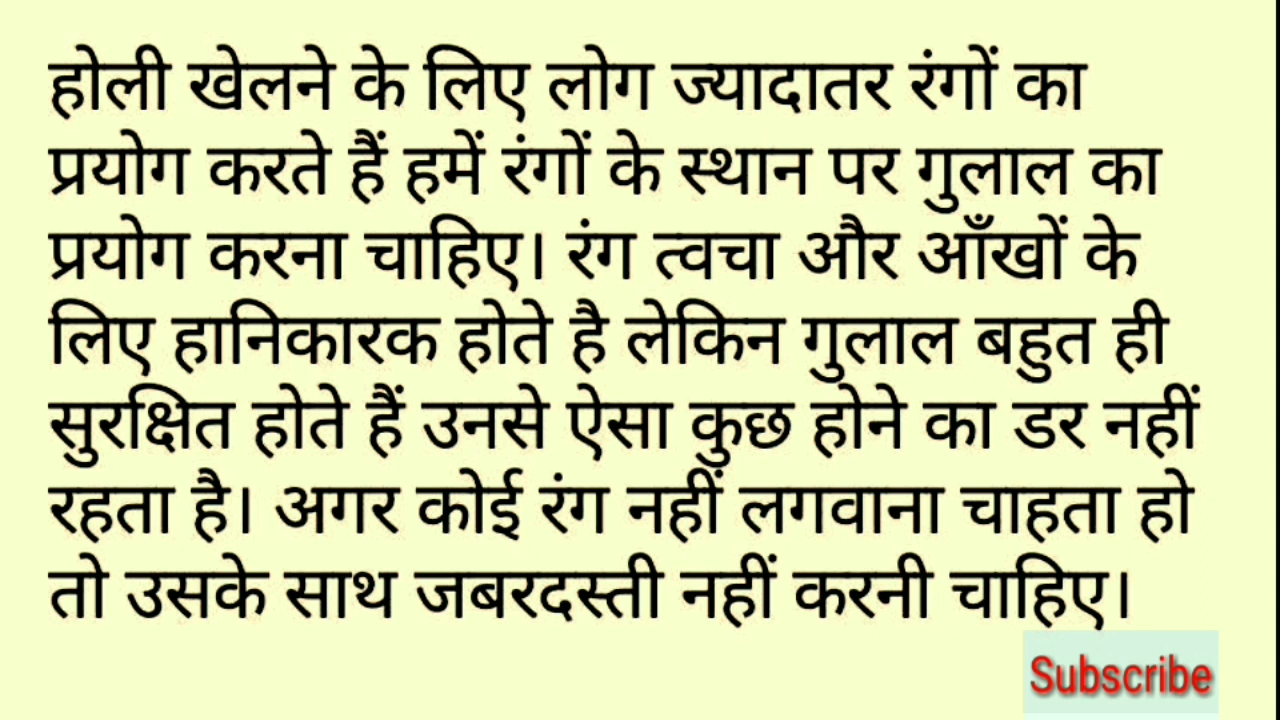 होली खेलने के लिए लोग ज्यादातर रंगों का
प्रयोग करते हैं हमें रंगों के स्थान पर गुलाल का
प्रयोग करना चाहिए। रंग त्वचा और आँखों के
लिए हानिकारक होते है लेकिन गुलाल बहुत ही
सुरक्षित होते हैं उनसे ऐसा कुछ होने का डर नहीं
रहता है। अगर कोई रंग नहीं लगवाना चाहता हो
तो उसके साथ जबरदस्ती नहीं करनी चाहिए।
Subscribe